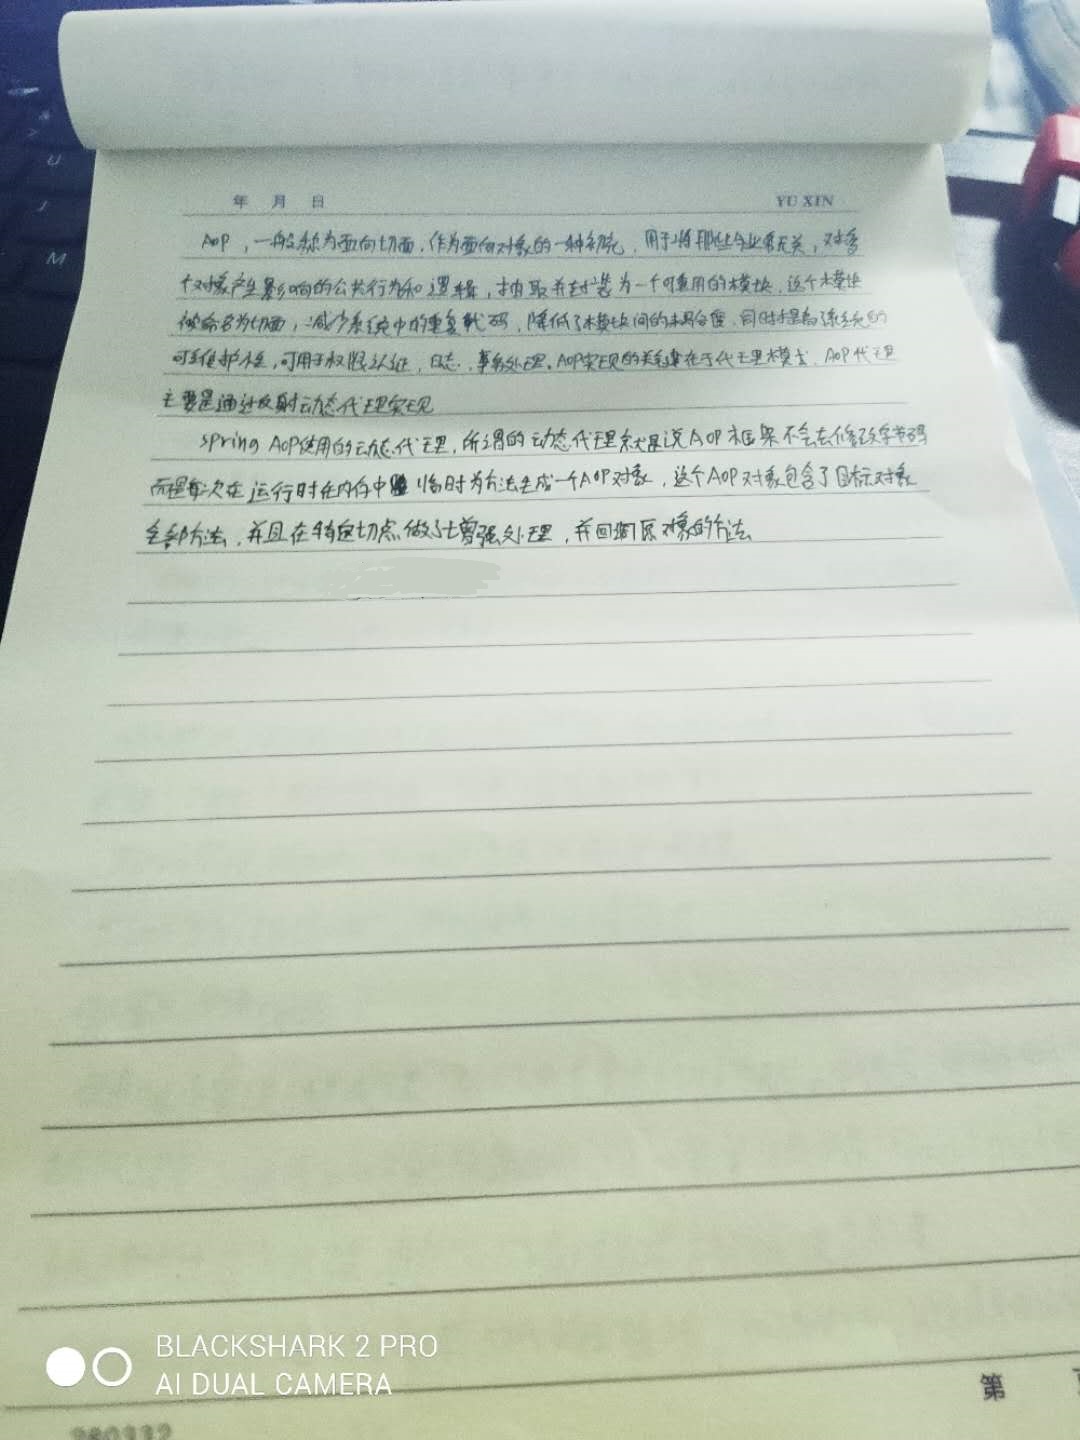 年 月 日 YU XIN
AOP，一般称为面向切面，作为面向对象的一种补充，用于将那些与业务无关，对多
个对象产生影响的公共行为和逻辑，抽取并封装为一个可重用的模块，这个模块
被命名为切面，减少系统中的重复代码，降低了模块间的耦合度，同时提高系统的
可维护性，可用于权限认证，日志，事务处理。AOP实现的关键在于代理模式，AOP代理
主要是通过反射动态代理实现
spring AOP使用的动态代理，所谓的动态代理就是说AOP框架不会去修改字节码
而是每次在运行时在内存中临时为方法生成一个AOP对象，这个AOP对象包含了目标对象
全部方法，并且在特定切点做了增强处理，并回调原对象的方法
BLACKSHARK 2 PRO
AI DUAL CAMERA
第
U
J
M